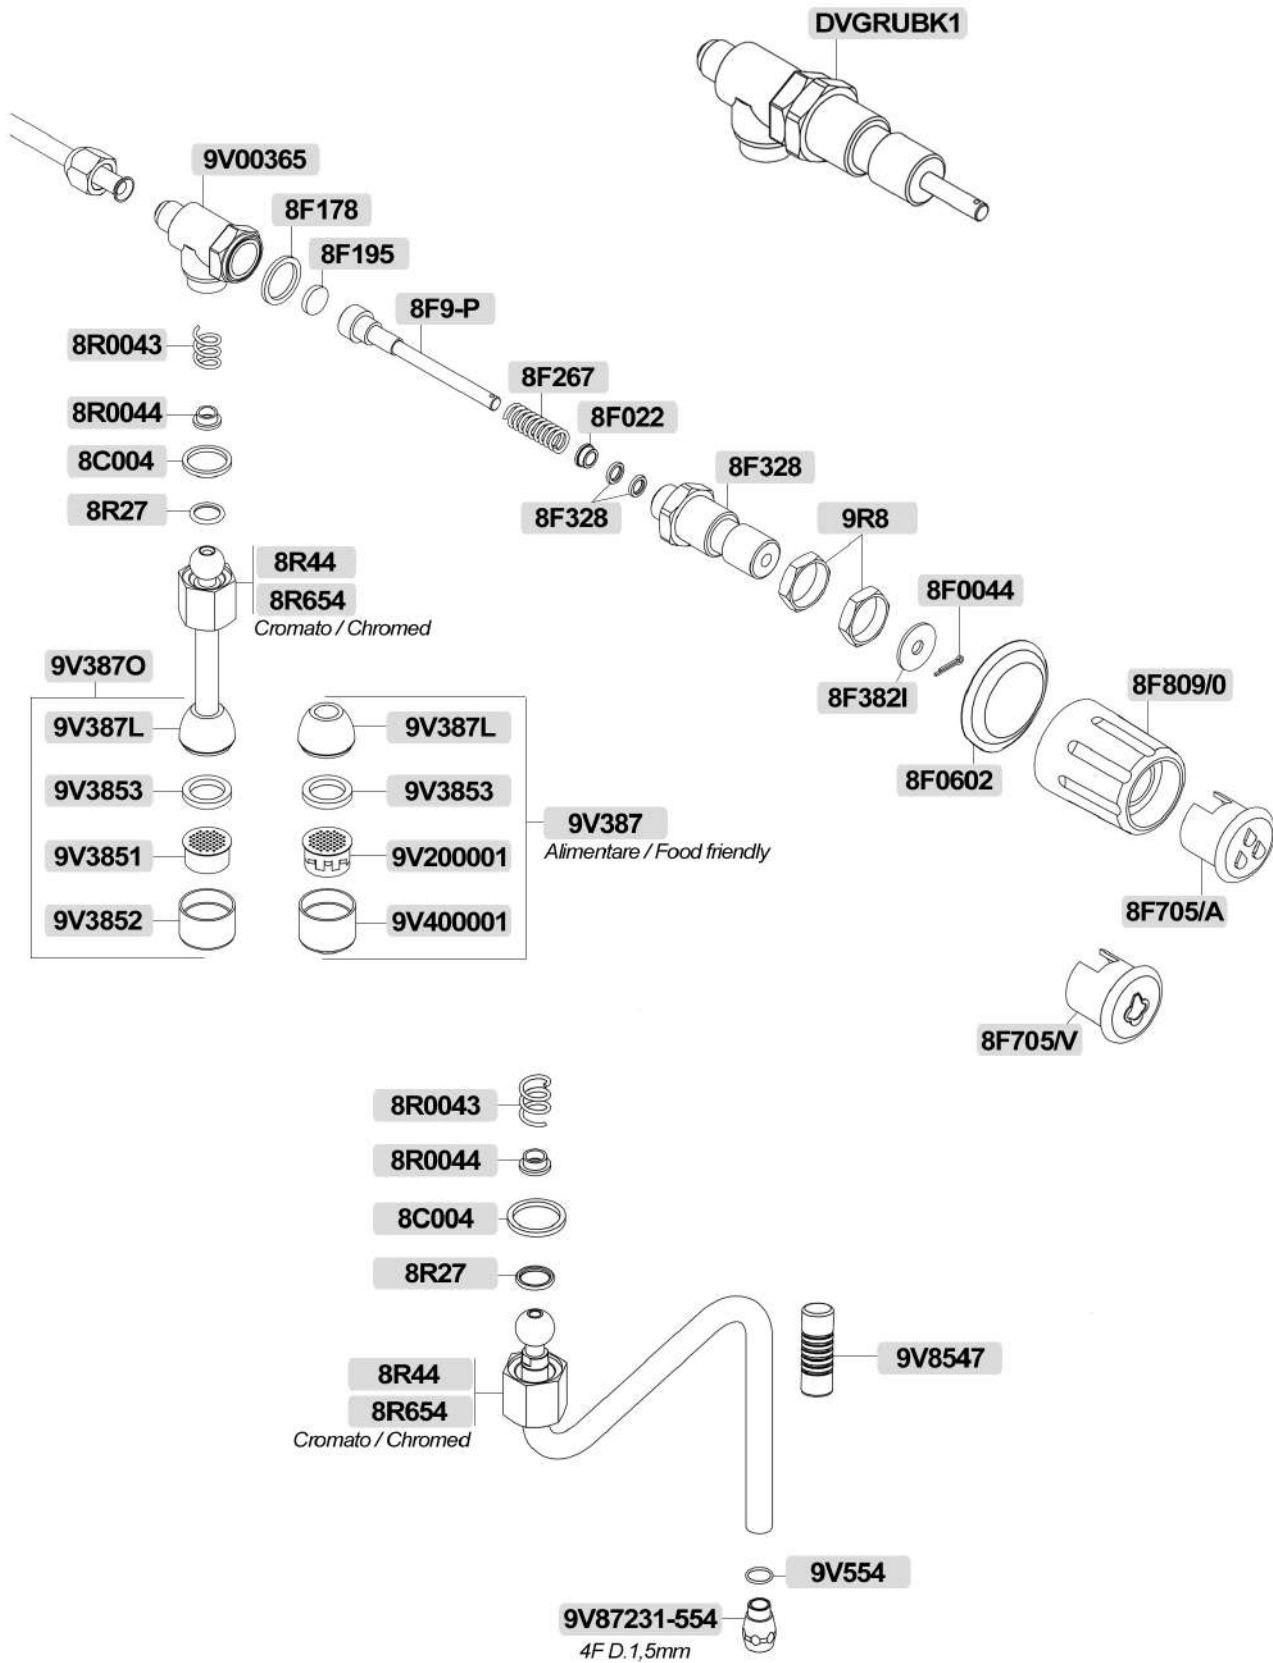 DVGRUBK1
9V00365
8F178
8F195
8F9-P
8R0043
8F267
8R0044
8F022
8C004
8F328
8R27
8F328
9R8
8R44
8F0044
8R654
Cromato / Chromed
9V387O
8F382I
8F809/0
9V387L
9V387L
8F0602
9V3853
9V3853
9V387
Alimentare / Food friendly
9V3851
9V200001
8F705/A
9V3852
9V400001
8F705/V
8R0043
8R0044
8C004
8R27
9V8547
8R44
8R654
Cromato / Chromed
9V554
9V87231-554
4F D.1,5mm